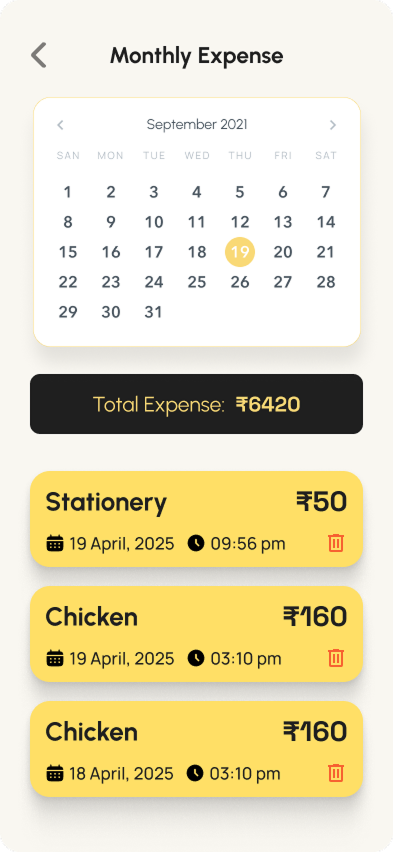 Monthly Expense
September 2021
SAN MON TUE WED THU FRI SAT
1 2 3 4 5 6 7
8 9 10 11 12 13 14
15 16 17 18 19 20 21
22 23 24 25 26 27 28
29 30 31
Total Expense: ₹6420
Stationery ₹50
19 April, 2025 09:56 pm
Chicken ₹160
19 April, 2025 03:10 pm
Chicken ₹160
18 April, 2025 03:10 pm